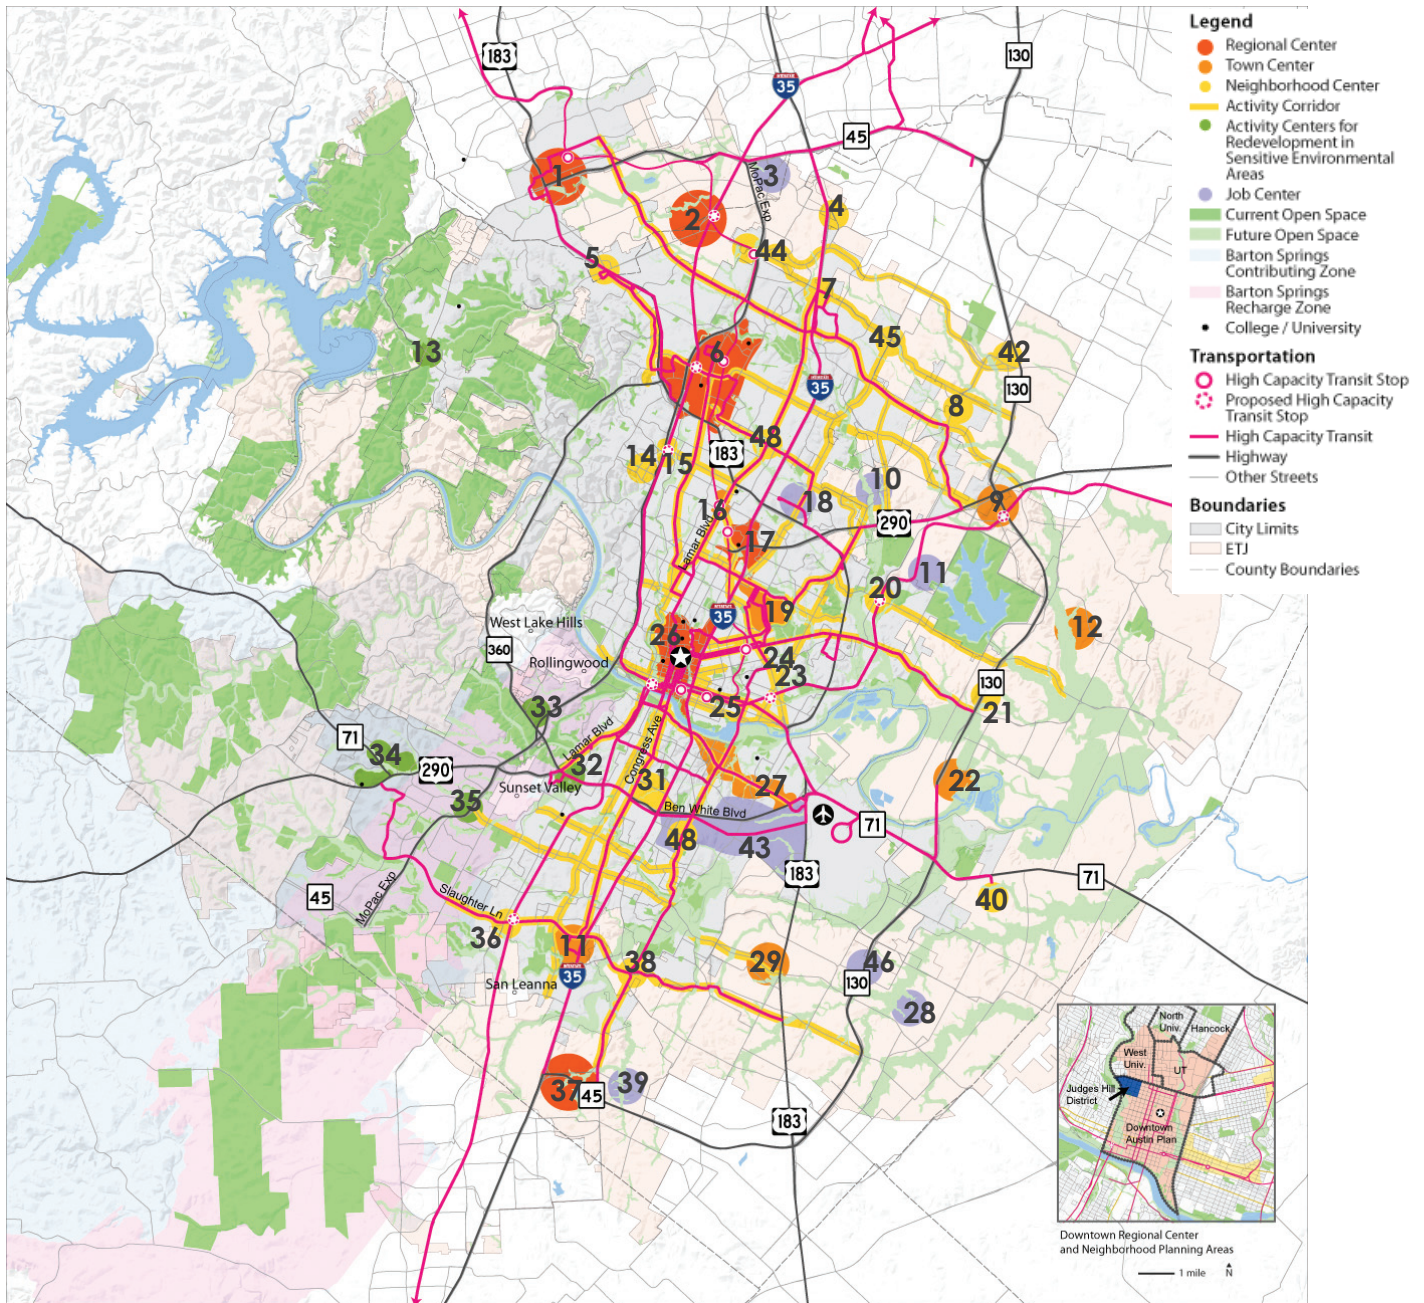 Legend
Regional Center
Town Center
Neighborhood Center
Activity Corridor
Activity Centers for
Redevelopment in
Sensitive Environmental
Areas
Job Center
Current Open Space
Future Open Space
Barton Springs
Contributing Zone
Barton Springs
Recharge Zone
College / University
Transportation
High Capacity Transit Stop
Proposed High Capacity
Transit Stop
High Capacity Transit
Highway
Other Streets
Boundaries
City Limits
ETJ
County Boundaries
183
INTERSTATE
35
130
45
1
2
3
MoPac Exp
4
44
5
7
45
42
6
INTERSTATE
35
130
8
48
183
14
15
18
10
9
16
290
Lamar Blvd
17
11
20
19
12
INTERSTATE
35
13
West Lake Hills
360
Rollingwood
26
24
23
130
21
25
33
71
34
290
Lamar Blvd
Congress Ave
32
31
Sunset Valley
27
22
35
Ben White Blvd
48
43
71
183
71
45
MoPac Exp
Slaughter Ln
36
40
11
38
29
46
INTERSTATE
35
San Leanna
130
28
37
45
39
183
North
Univ.
Hancock
West
Univ.
UT
Judges Hill
District
Downtown
Austin Plan
Downtown Regional Center
and Neighborhood Planning Areas
1 mile
N